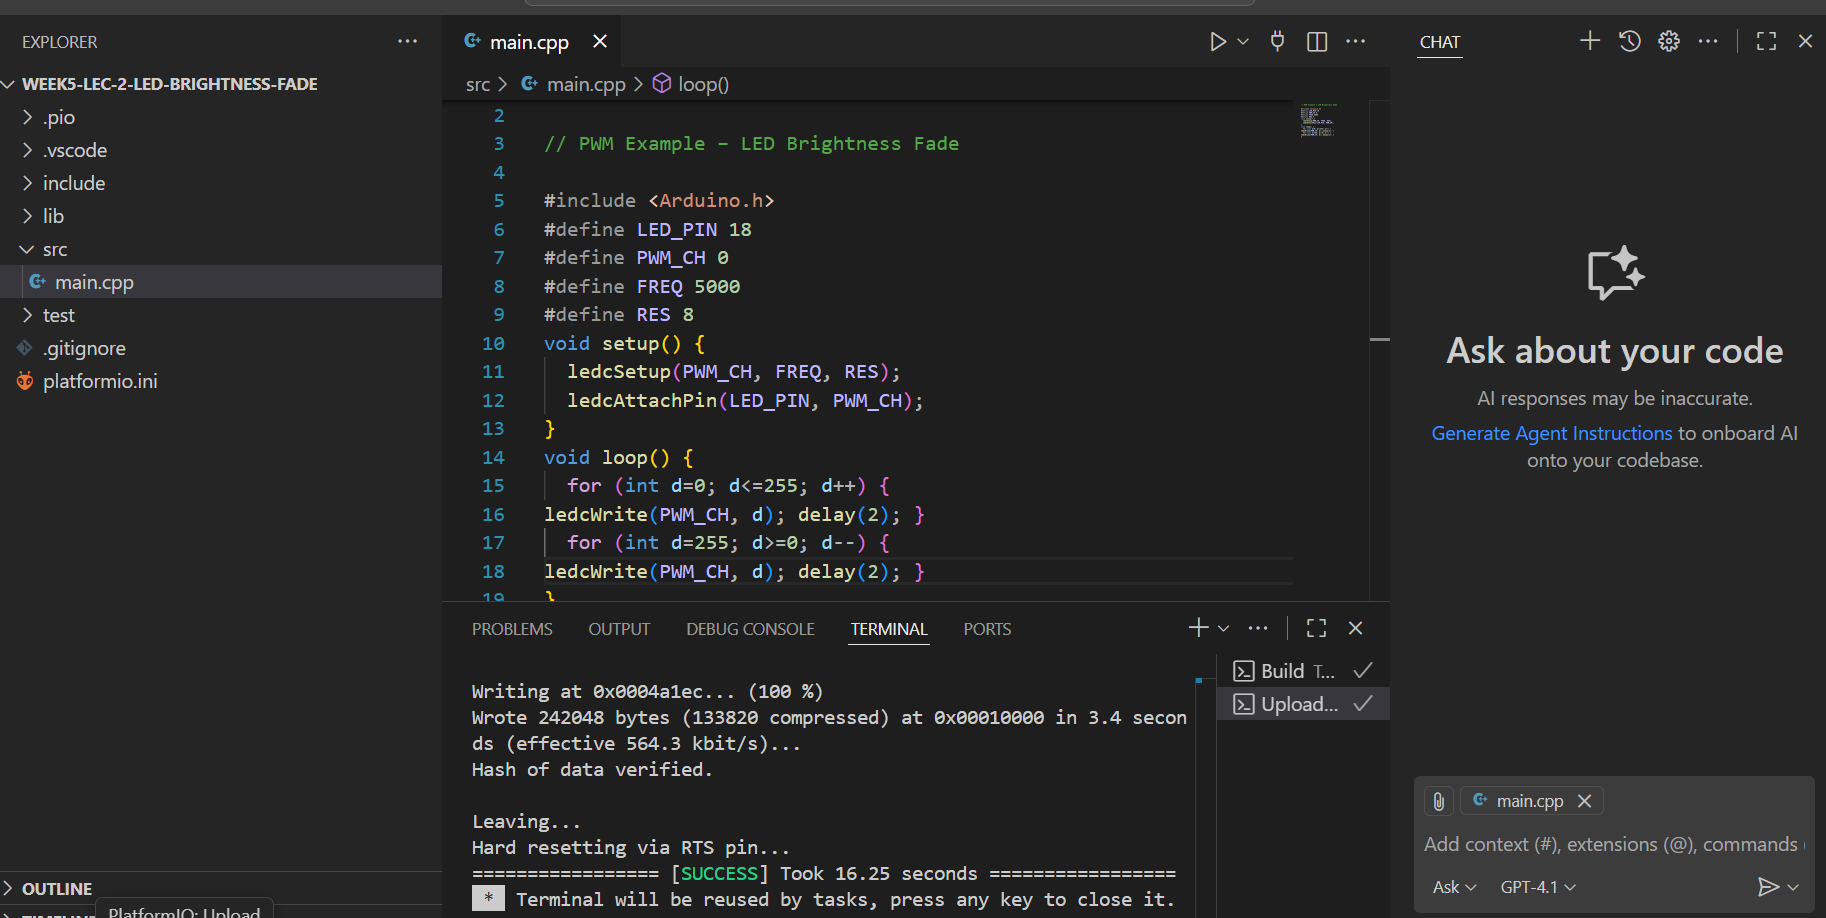 EXPLORER
WEEK5-LEC-2-LED-BRIGHTNESS-FADE
.pio
.vscode
include
lib
src
main.cpp
test
.gitignore
platformio.ini
OUTLINE
PlatformIO: Upload
main.cpp
src > main.cpp > loop()
2
3 // PWM Example – LED Brightness Fade
4
5 #include <Arduino.h>
6 #define LED_PIN 18
7 #define PWM_CH 0
8 #define FREQ 5000
9 #define RES 8
10 void setup() {
11 ledcSetup(PWM_CH, FREQ, RES);
12 ledcAttachPin(LED_PIN, PWM_CH);
13 }
14 void loop() {
15 for (int d=0; d<=255; d++) {
16 ledcWrite(PWM_CH, d); delay(2); }
17 for (int d=255; d>=0; d--) {
18 ledcWrite(PWM_CH, d); delay(2); }
19 }
PROBLEMS OUTPUT DEBUG CONSOLE TERMINAL PORTS
Writing at 0x0004a1ec... (100 %)
Wrote 242048 bytes (133820 compressed) at 0x00010000 in 3.4 secon
ds (effective 564.3 kbit/s)...
Hash of data verified.
Leaving...
Hard resetting via RTS pin...
================= [SUCCESS] Took 16.25 seconds =================
* Terminal will be reused by tasks, press any key to close it.
Build T...
Upload...
CHAT
Ask about your code
AI responses may be inaccurate.
Generate Agent Instructions to onboard AI
onto your codebase.
main.cpp
Add context (#), extensions (@), commands
Ask GPT-4.1